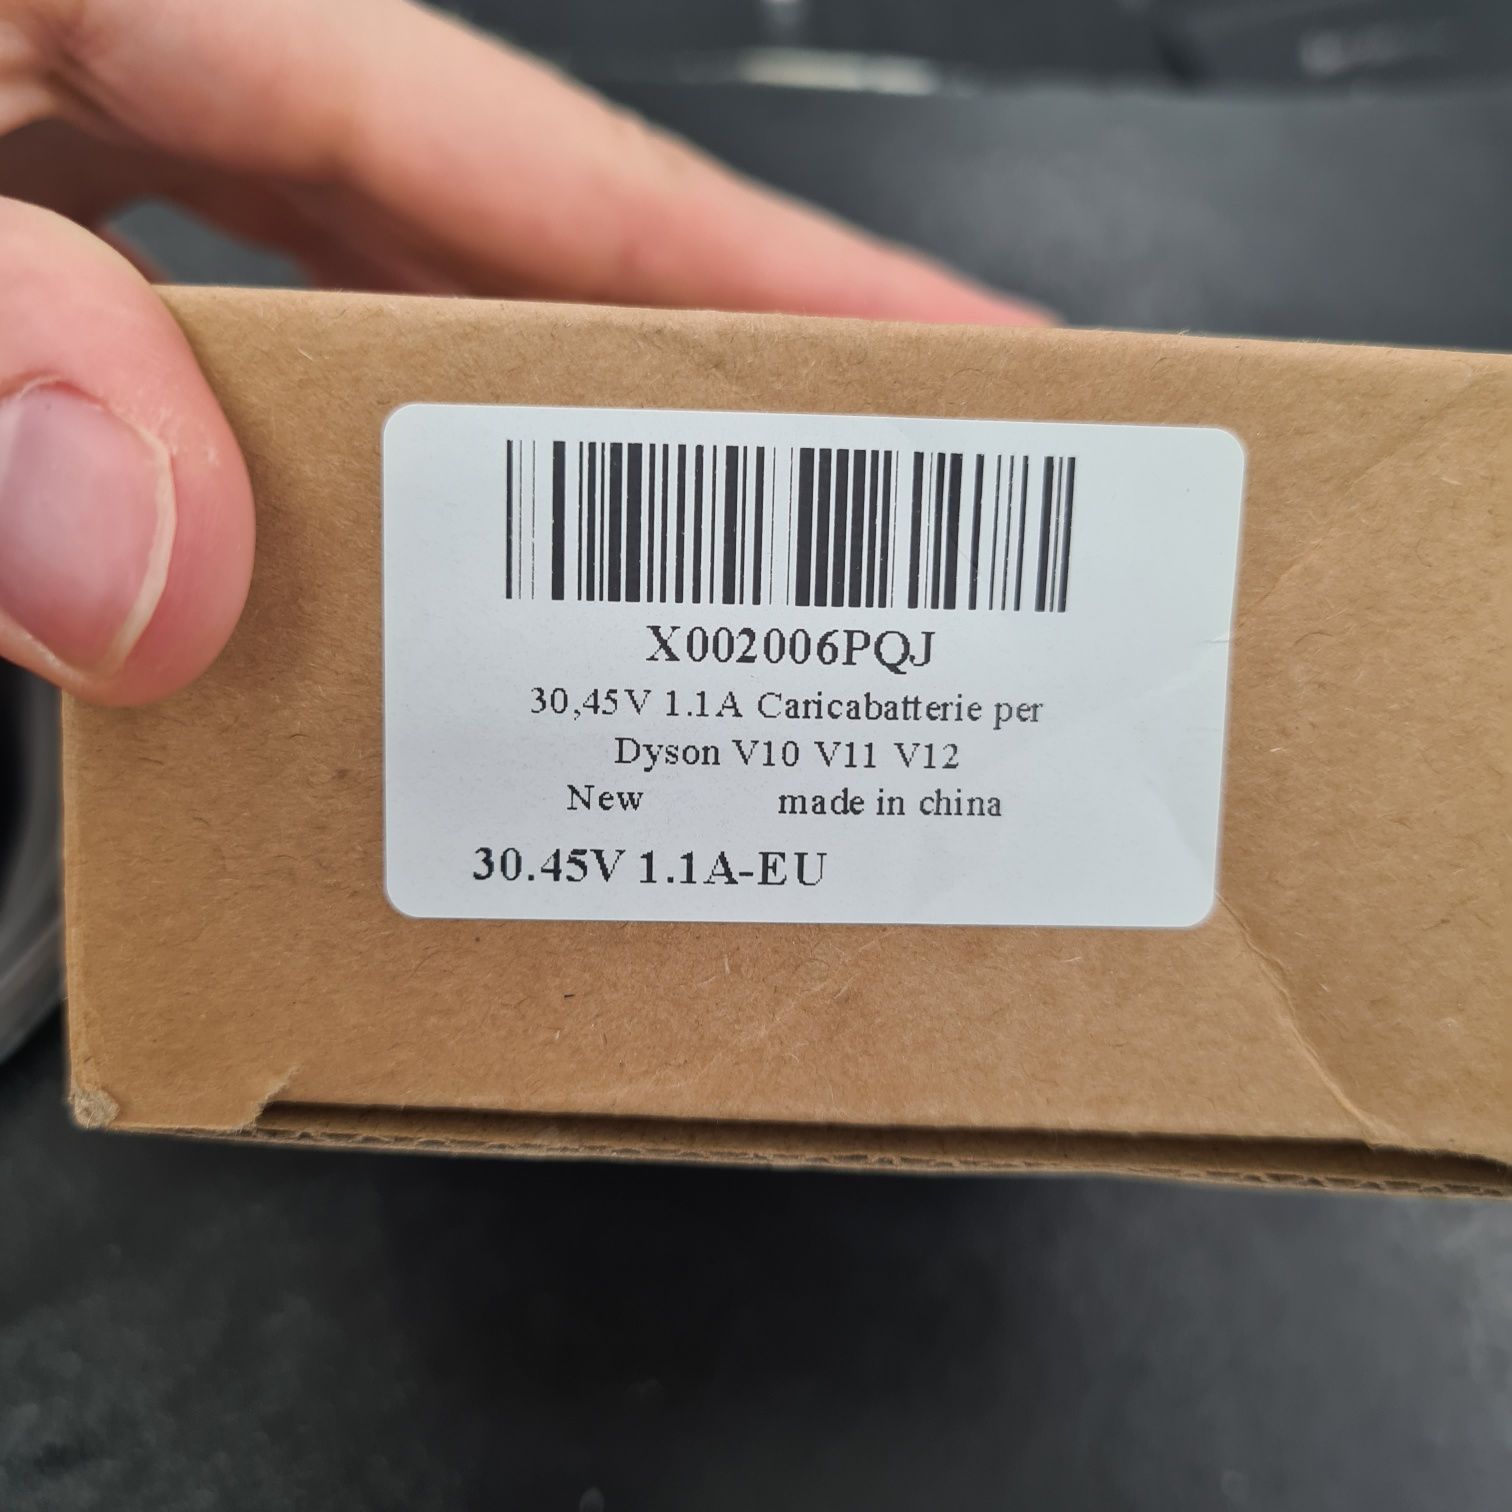 X002006PQJ
30,45V 1.1A Caricabatterie per
Dyson V10 V11 V12
New made in china
30.45V 1.1A-EU